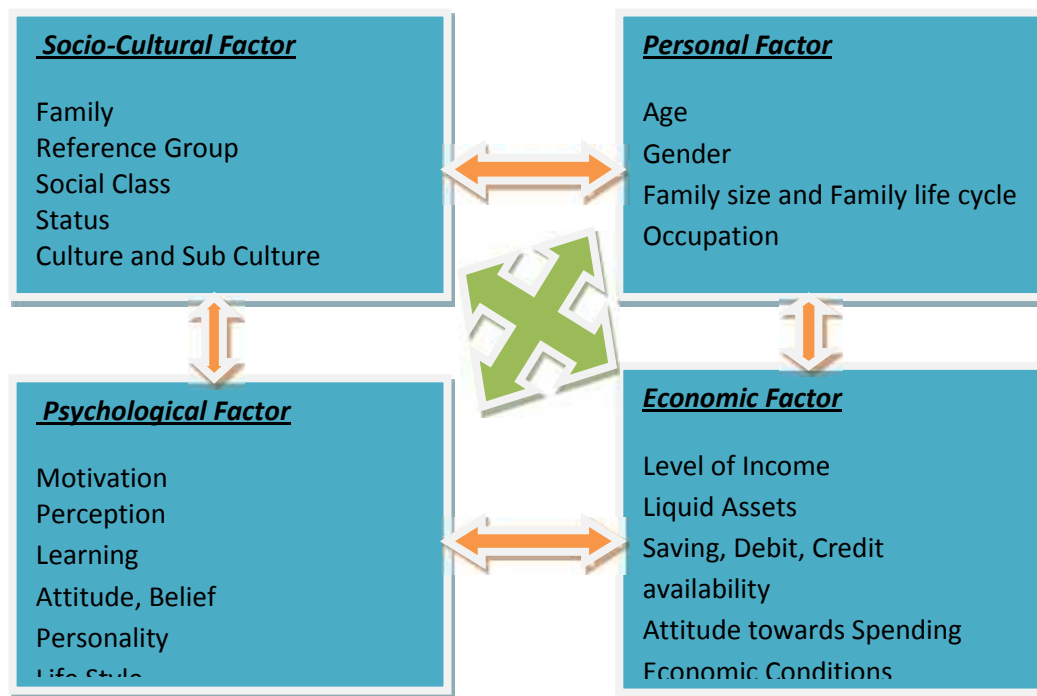 Socio-Cultural Factor
Family
Reference Group
Social Class
Status
Culture and Sub Culture
Personal Factor
Age
Gender
Family size and Family life cycle
Occupation
Psychological Factor
Motivation
Perception
Learning
Attitude, Belief
Personality
Life Style
Economic Factor
Level of Income
Liquid Assets
Saving, Debit, Credit
availability
Attitude towards Spending
Economic Conditions